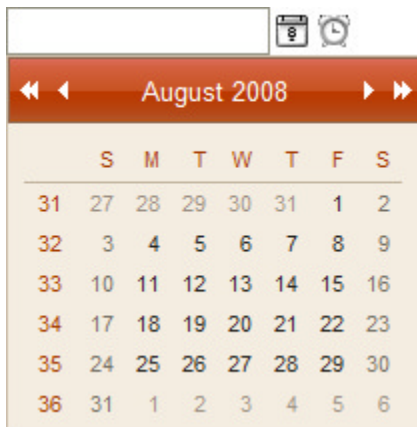 August 2008
S M T W T F S
31 27 28 29 30 31 1 2
32 3 4 5 6 7 8 9
33 10 11 12 13 14 15 16
34 17 18 19 20 21 22 23
35 24 25 26 27 28 29 30
36 31 1 2 3 4 5 6